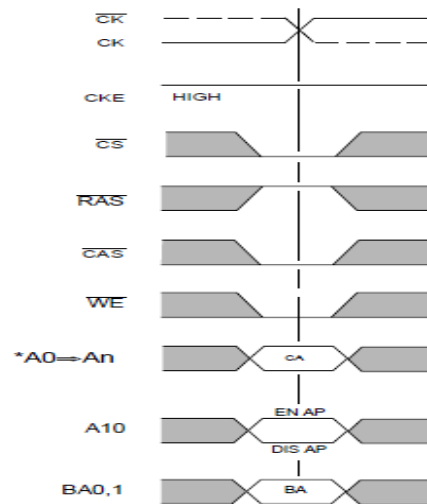 CK
CK
CKE HIGH
CS
RAS
CAS
WE
*A0⇒An CA
EN AP
A10
DIS AP
BA0,1 BA